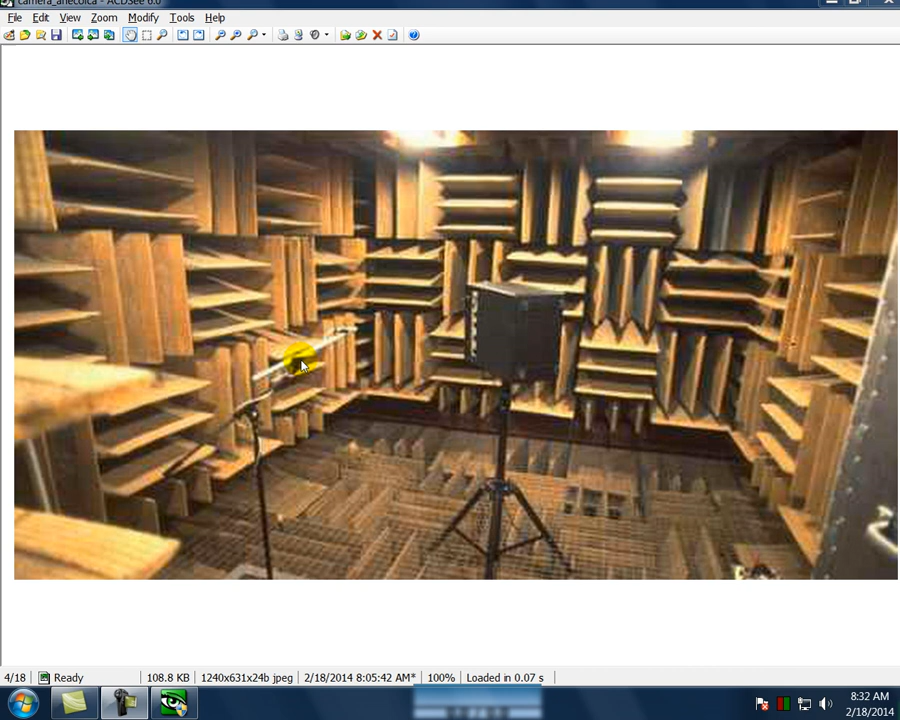 camera_anecoica - ACDSee 6.0
File Edit View Zoom Modify Tools Help
4/18 Ready 108.8 KB 1240x631x24b jpeg 2/18/2014 8:05:42 AM* 100% Loaded in 0.07 s
8:32 AM
2/18/2014